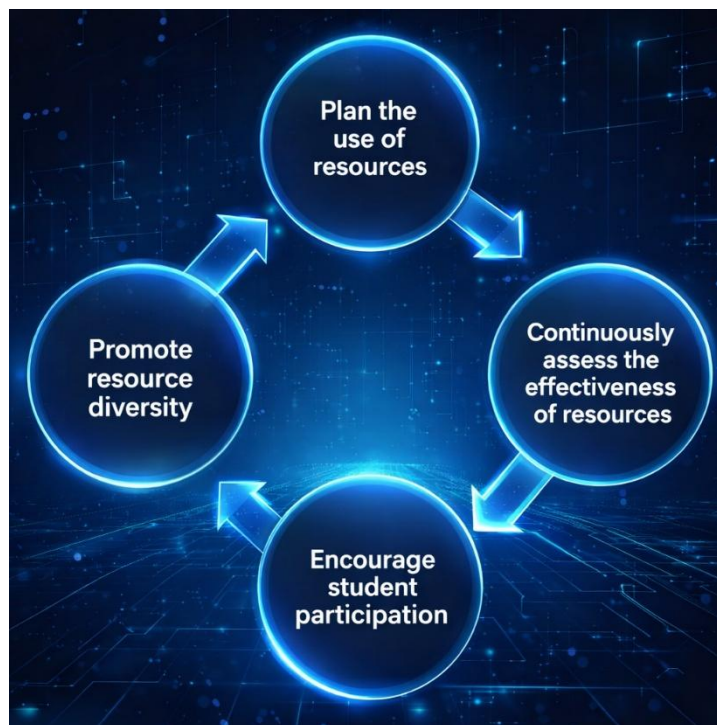 Plan the
use of
resources
Continuously
assess the
effectiveness
of resources
Encourage
student
participation
Promote
resource
diversity